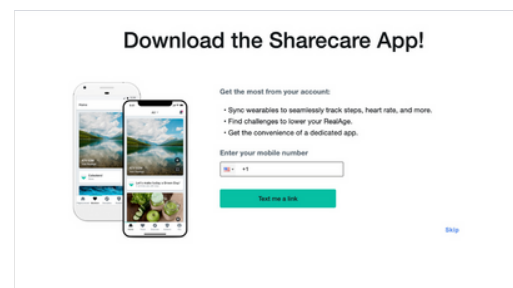 Download the Sharecare App!
Get the most from your account:
• Sync wearables to seamlessly track steps, heart rate, and more.
• Find challenges to lower your RealAge.
• Get the convenience of a dedicated app.
Enter your mobile number
+1
Text me a link
Skip